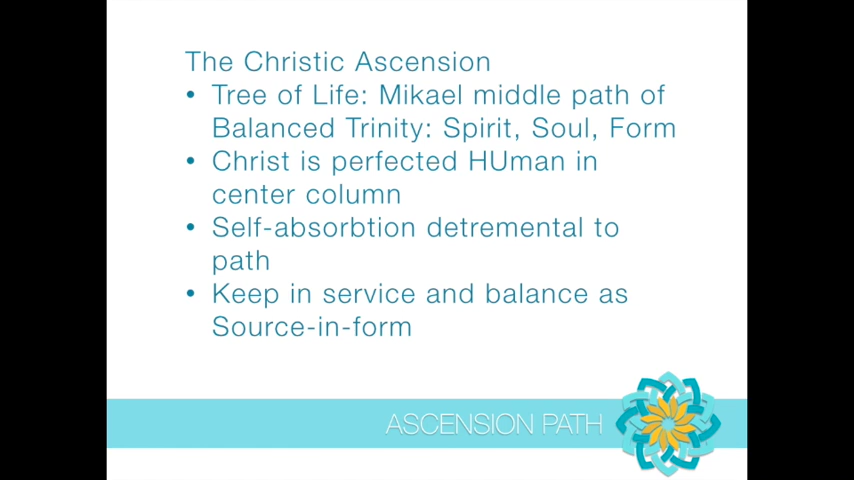 The Christic Ascension
• Tree of Life: Mikael middle path of
Balanced Trinity: Spirit, Soul, Form
• Christ is perfected HUman in
center column
• Self-absorbtion detremental to
path
• Keep in service and balance as
Source-in-form
ASCENSION PATH